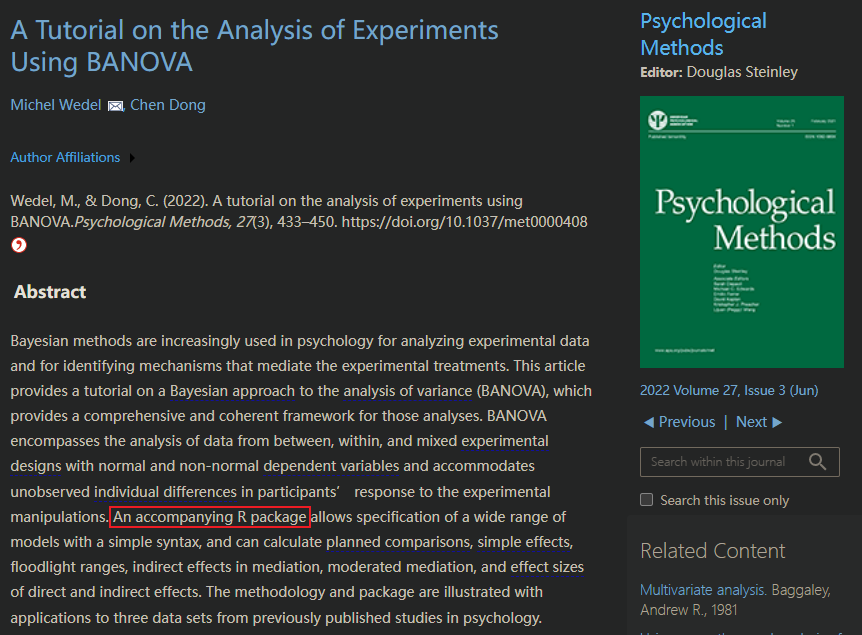 A Tutorial on the Analysis of Experiments
Using BANOVA
Michel Wedel , Chen Dong
Author Affiliations
Wedel, M., & Dong, C. (2022). A tutorial on the analysis of experiments using
BANOVA.Psychological Methods, 27(3), 433–450. https://doi.org/10.1037/met0000408
Abstract
Bayesian methods are increasingly used in psychology for analyzing experimental data
and for identifying mechanisms that mediate the experimental treatments. This article
provides a tutorial on a Bayesian approach to the analysis of variance (BANOVA), which
provides a comprehensive and coherent framework for those analyses. BANOVA
encompasses the analysis of data from between, within, and mixed experimental
designs with normal and non-normal dependent variables and accommodates
unobserved individual differences in participants’ response to the experimental
manipulations. An accompanying R package allows specification of a wide range of
models with a simple syntax, and can calculate planned comparisons, simple effects,
floodlight ranges, indirect effects in mediation, moderated mediation, and effect sizes
of direct and indirect effects. The methodology and package are illustrated with
applications to three data sets from previously published studies in psychology.
Psychological
Methods
Editor: Douglas Steinley
Psychological
Methods
2022 Volume 27, Issue 3 (Jun)
◀ Previous | Next ▶
Search within this journal
Search this issue only
Related Content
Multivariate analysis. Baggaley,
Andrew R., 1981